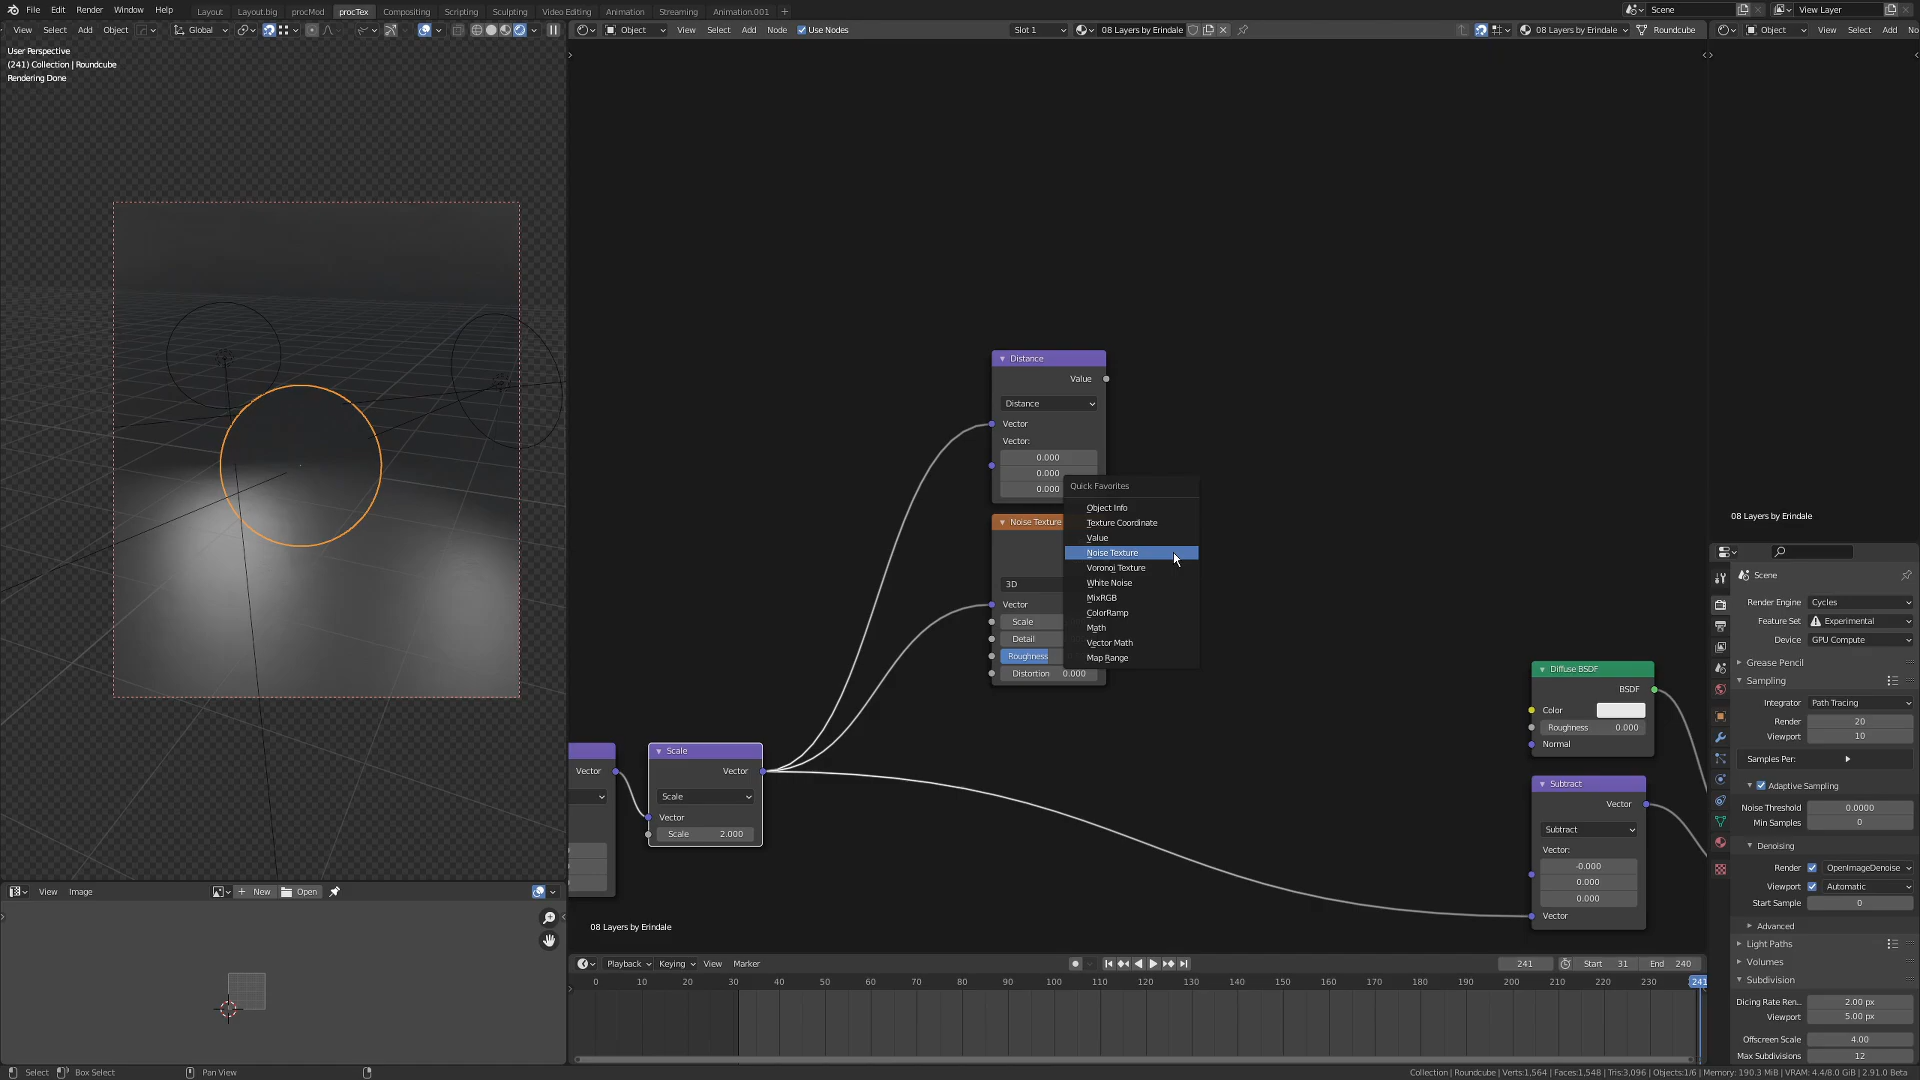 File Edit Render Window Help Layout Layout.big procMod procTex Compositing Scripting Sculpting Video Editing Animation Streaming Animation.001 + Scene View Layer
View Select Add Object Global
Object View Select Add Node Use Nodes Slot 1 08 Layers by Erindale 08 Layers by Erindale Roundcube
Object View Select Add No
User Perspective
(241) Collection | Roundcube
Rendering Done
Distance
Value
Distance
Vector
Vector:
0.000
0.000
0.000
Noise Texture
3D
Vector
Scale
Detail
Roughness
Distortion 0.000
Quick Favorites
Object Info
Texture Coordinate
Value
Noise Texture
Voronoi Texture
White Noise
MixRGB
ColorRamp
Math
Vector Math
Map Range
Vector
Scale
Vector
Scale
Vector
Scale 2.000
Diffuse BSDF
BSDF
Color
Roughness 0.000
Normal
Subtract
Vector
Subtract
Vector:
-0.000
0.000
0.000
Vector
08 Layers by Erindale
08 Layers by Erindale
Scene
Render Engine Cycles
Feature Set Experimental
Device GPU Compute
Grease Pencil
Sampling
Integrator Path Tracing
Render 20
Viewport 10
Samples Per:
Adaptive Sampling
Noise Threshold 0.0000
Min Samples 0
Denoising
Render OpenImageDenoise
Viewport Automatic
Start Sample 0
Advanced
Light Paths
Volumes
Subdivision
Dicing Rate Ren... 2.00 px
Viewport 5.00 px
Offscreen Scale 4.00
Max Subdivisions 12
View Image New Open
Playback Keying View Marker 241 Start 31 End 240
0 10 20 30 40 50 60 70 80 90 100 110 120 130 140 150 160 170 180 190 200 210 220 230 241
Select Box Select Pan View
Collection | Roundcube | Verts:1,564 | Faces:1,548 | Tris:3,096 | Objects:1/6 | Memory: 190.3 MiB | VRAM: 4.4/8.0 GiB | 2.91.0 Beta